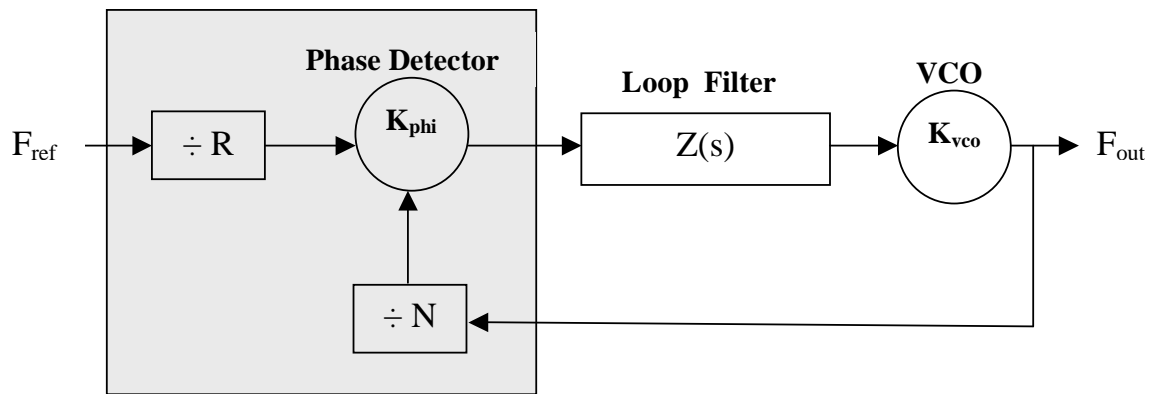 Phase Detector
Loop Filter
VCO
F_ref
÷ R
K_phi
Z(s)
K_vco
F_out
÷ N